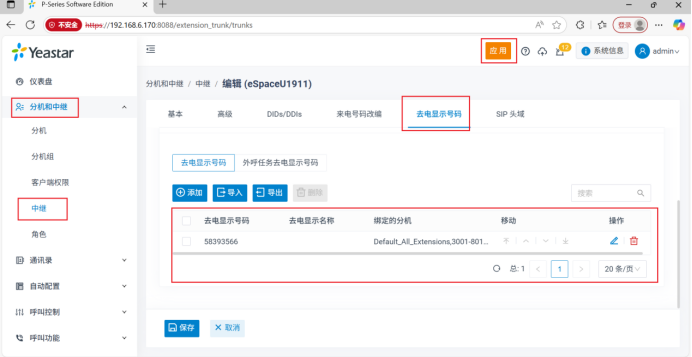 P-Series Software Edition
不安全 https://192.168.6.170:8088/extension_trunk/trunks
登录
Yeastar
应用
12
系统信息
admin
仪表盘
分机和中继
分机
分机组
客户端权限
中继
角色
通讯录
自动配置
呼叫控制
呼叫功能
分机和中继 / 中继 / 编辑 (eSpaceU1911)
基本 高级 DIDs/DDIs 来电号码改编 去电显示号码 SIP 头域
去电显示号码 外呼任务去电显示号码
添加 导入 导出 删除 搜索
去电显示号码 去电显示名称 绑定的分机 移动 操作
58393566 Default_All_Extensions,3001-801...
总: 1 < 1 > 20 条/页
保存 取消